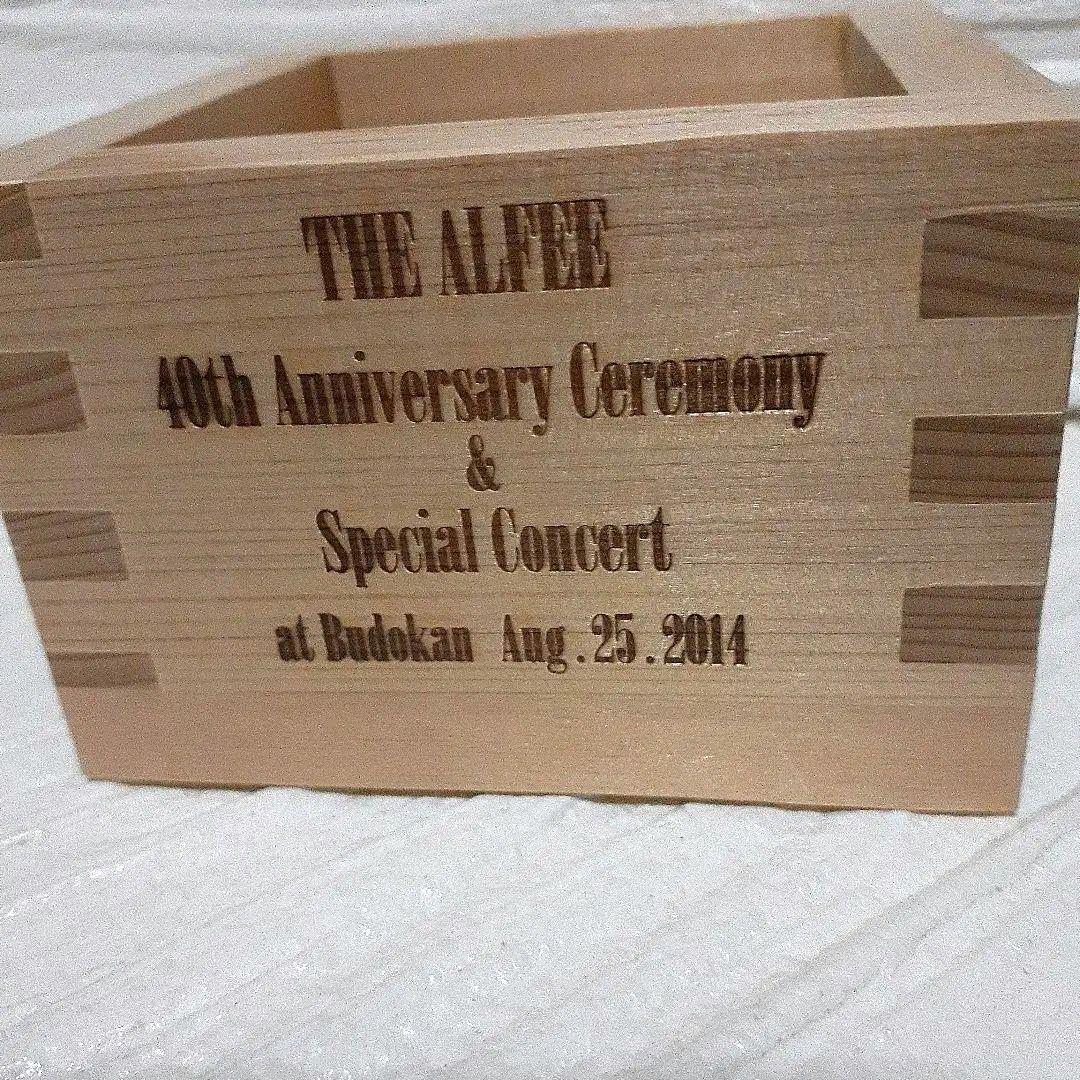 THE ALFEE
40th Anniversary Ceremony
&
Special Concert
at Budokan Aug.25.2014